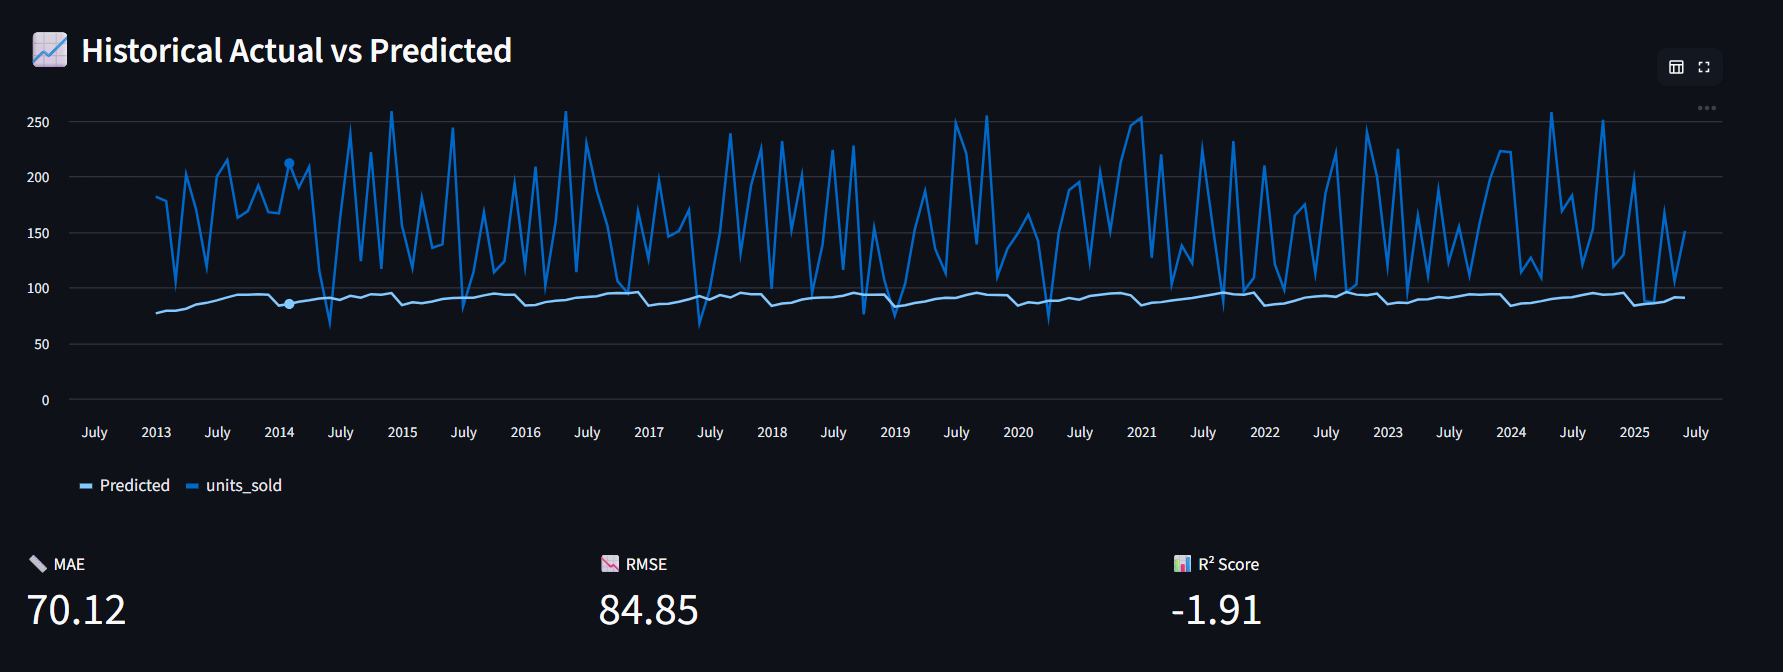 Historical Actual vs Predicted
250
200
150
100
50
0
July 2013 July 2014 July 2015 July 2016 July 2017 July 2018 July 2019 July 2020 July 2021 July 2022 July 2023 July 2024 July 2025 July
Predicted units_sold
MAE
70.12
RMSE
84.85
R² Score
-1.91